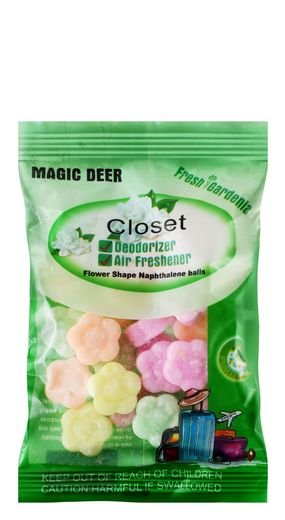 MAGIC DEER
Fresh Gardenia
Closet
Deodorizer
Air Freshener
Flower Shape Naphthalene balls
KEEP OUT OF REACH OF CHILDREN
CAUTION:HARMFUL IF SWALLOWED